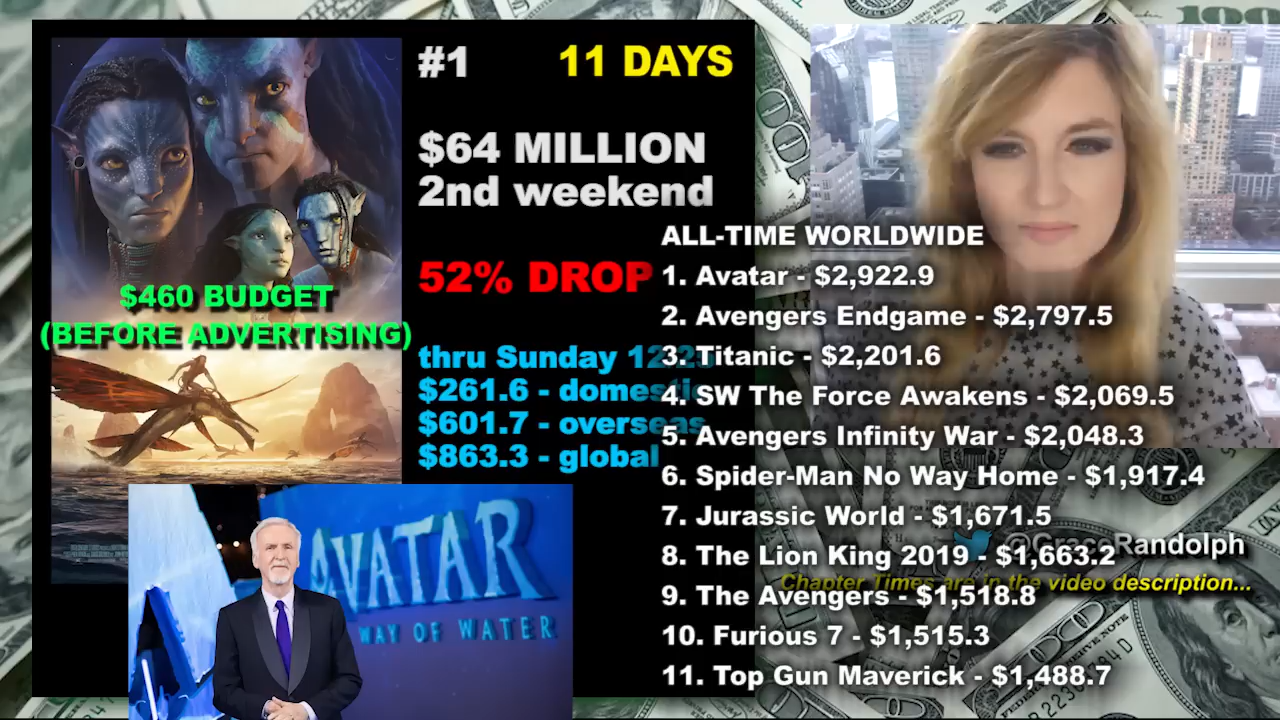 #1 11 DAYS
$64 MILLION
2nd weekend
52% DROP
$460 BUDGET
(BEFORE ADVERTISING)
thru Sunday
$261.6 - domestic
$601.7 - overseas
$863.3 - global
AVATAR
WAY OF WATER
ALL-TIME WORLDWIDE
1. Avatar - $2,922.9
2. Avengers Endgame - $2,797.5
3. Titanic - $2,201.6
4. SW The Force Awakens - $2,069.5
5. Avengers Infinity War - $2,048.3
6. Spider-Man No Way Home - $1,917.4
7. Jurassic World - $1,671.5
8. The Lion King 2019 - $1,663.2
9. The Avengers - $1,518.8
10. Furious 7 - $1,515.3
11. Top Gun Maverick - $1,488.7
@GraceRandolph
Chapter Times are in the video description...
100